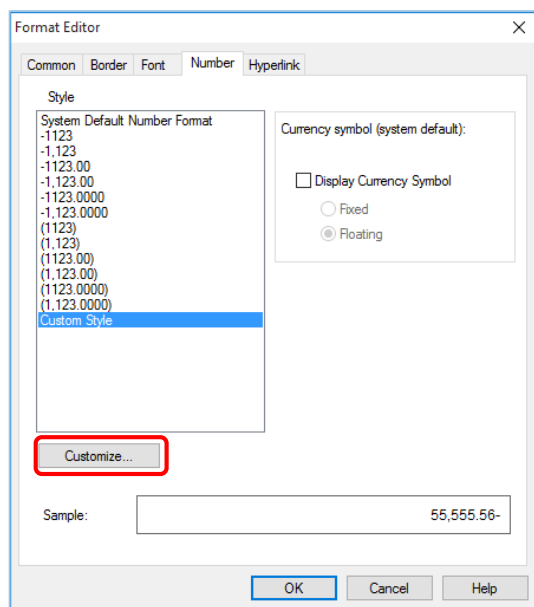 Format Editor
Common Border Font Number Hyperlink
Style
System Default Number Format
-1123
-1,123
-1123.00
-1,123.00
-1123.0000
-1,123.0000
(1123)
(1,123)
(1123.00)
(1,123.00)
(1123.0000)
(1,123.0000)
Custom Style
Currency symbol (system default):
Display Currency Symbol
Fixed
Floating
Customize...
Sample: 55,555.56-
OK Cancel Help